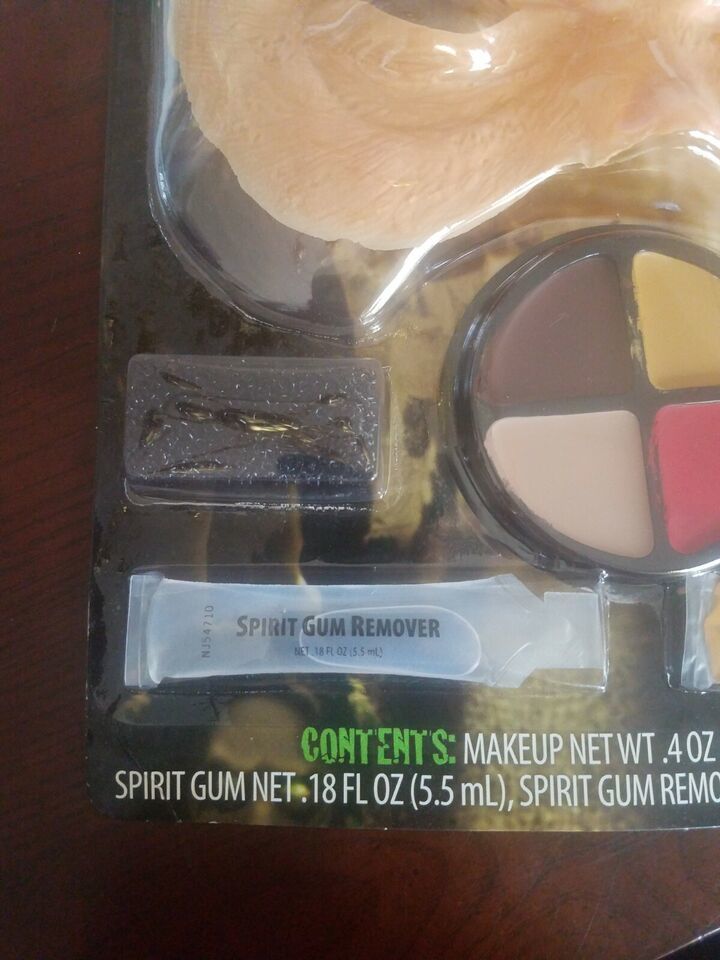 NJ54710
SPIRIT GUM REMOVER
NET .18 FL OZ (5.5 mL)
CONTENTS: MAKEUP NET WT .4 OZ
SPIRIT GUM NET .18 FL OZ (5.5 mL), SPIRIT GUM REMO